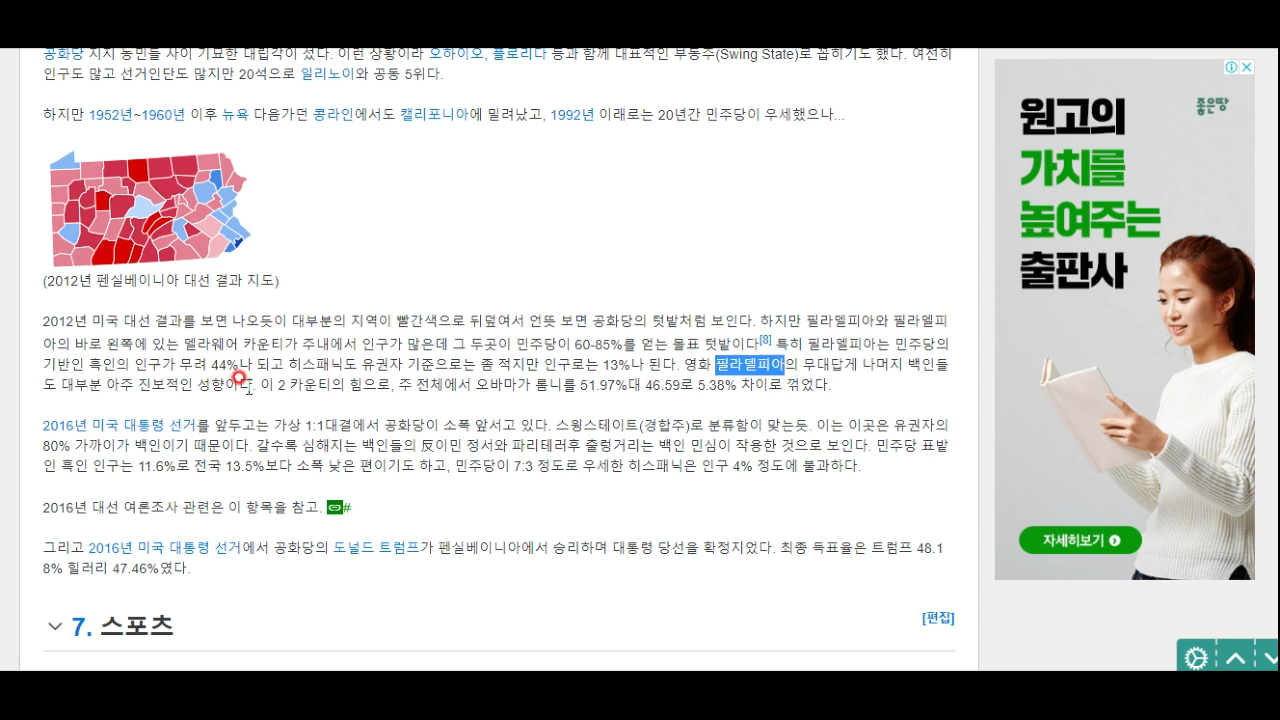 공화당 지지 농민들 사이 기묘한 대립각이 섰다. 이런 상황이라 오하이오, 플로리다 등과 함께 대표적인 부동주(Swing State)로 꼽히기도 했다. 여전히
인구도 많고 선거인단도 많지만 20석으로 일리노이와 공동 5위다.
하지만 1952년~1960년 이후 뉴욕 다음가던 콩라인에서도 캘리포니아에 밀려났고, 1992년 이래로는 20년간 민주당이 우세했으나...
(2012년 펜실베이니아 대선 결과 지도)
2012년 미국 대선 결과를 보면 나오듯이 대부분의 지역이 빨간색으로 뒤덮여서 언뜻 보면 공화당의 텃밭처럼 보인다. 하지만 필라델피아와 필라델피
아의 바로 왼쪽에 있는 델라웨어 카운티가 주내에서 인구가 많은데 그 두곳이 민주당이 60-85%를 얻는 몰표 텃밭이다[8] 특히 필라델피아는 민주당의
기반인 흑인의 인구가 무려 44%나 되고 히스패닉도 유권자 기준으로는 좀 적지만 인구로는 13%나 된다. 영화 필라델피아의 무대답게 나머지 백인들
도 대부분 아주 진보적인 성향이다. 이 2 카운티의 힘으로, 주 전체에서 오바마가 롬니를 51.97%대 46.59로 5.38% 차이로 꺾었다.
2016년 미국 대통령 선거를 앞두고는 가상 1:1대결에서 공화당이 소폭 앞서고 있다. 스윙스테이트(경합주)로 분류함이 맞는듯. 이는 이곳은 유권자의
80% 가까이가 백인이기 때문이다. 갈수록 심해지는 백인들의 反이민 정서와 파리테러후 출렁거리는 백인 민심이 작용한 것으로 보인다. 민주당 표밭
인 흑인 인구는 11.6%로 전국 13.5%보다 소폭 낮은 편이기도 하고, 민주당이 7:3 정도로 우세한 히스패닉은 인구 4% 정도에 불과하다.
2016년 대선 여론조사 관련은 이 항목을 참고. #
그리고 2016년 미국 대통령 선거에서 공화당의 도널드 트럼프가 펜실베이니아에서 승리하며 대통령 당선을 확정지었다. 최종 득표율은 트럼프 48.1
8% 힐러리 47.46%였다.
7. 스포츠
[편집]
좋은땅
원고의
가치를
높여주는
출판사
자세히보기